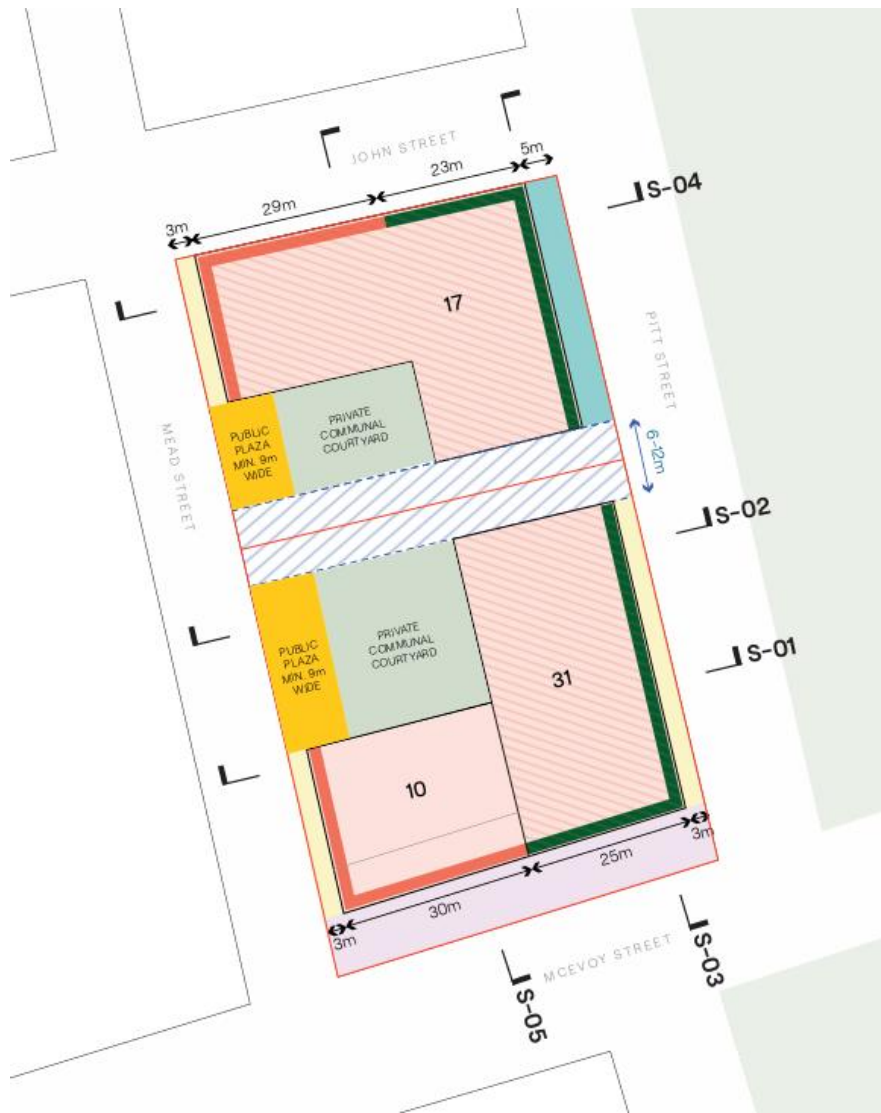 JOHN STREET
5m
23m
S-04
29m
3m
17
PITT STREET
PRIVATE
COMMUNAL
COURTYARD
PUBLIC
PLAZA
MIN. 9m
WIDE
MEAD STREET
6-12m
S-02
PRIVATE
COMMUNAL
COURTYARD
PUBLIC
PLAZA
MIN. 9m
WIDE
S-01
31
10
3m
25m
30m
3m
MCEVOY STREET
S-03
S-05